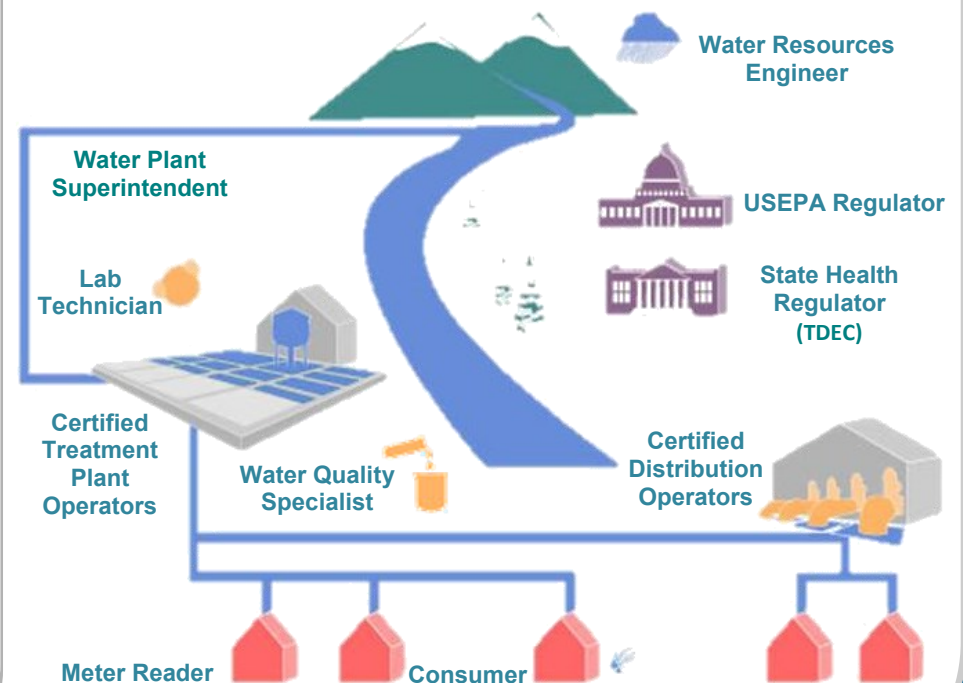 Water Resources
Engineer
Water Plant
Superintendent
USEPA Regulator
Lab
Technician
State Health
Regulator
(TDEC)
Certified
Treatment
Plant
Operators
Water Quality
Specialist
Certified
Distribution
Operators
Meter Reader
Consumer